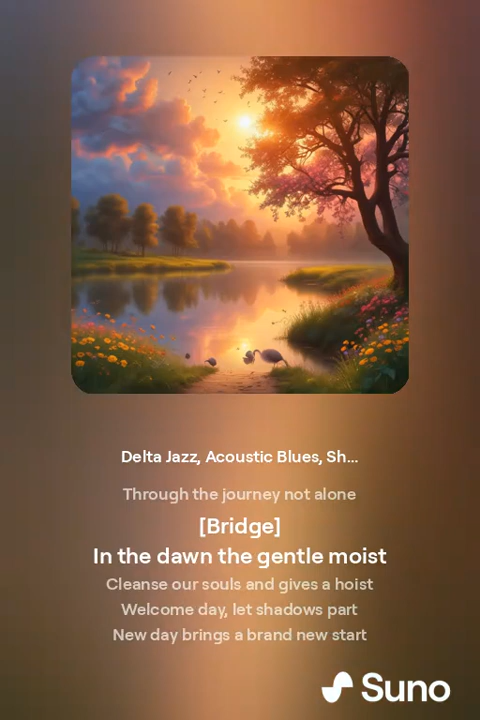 Delta Jazz, Acoustic Blues, Sh...
Through the journey not alone
[Bridge]
In the dawn the gentle moist
Cleanse our souls and gives a hoist
Welcome day, let shadows part
New day brings a brand new start
Suno